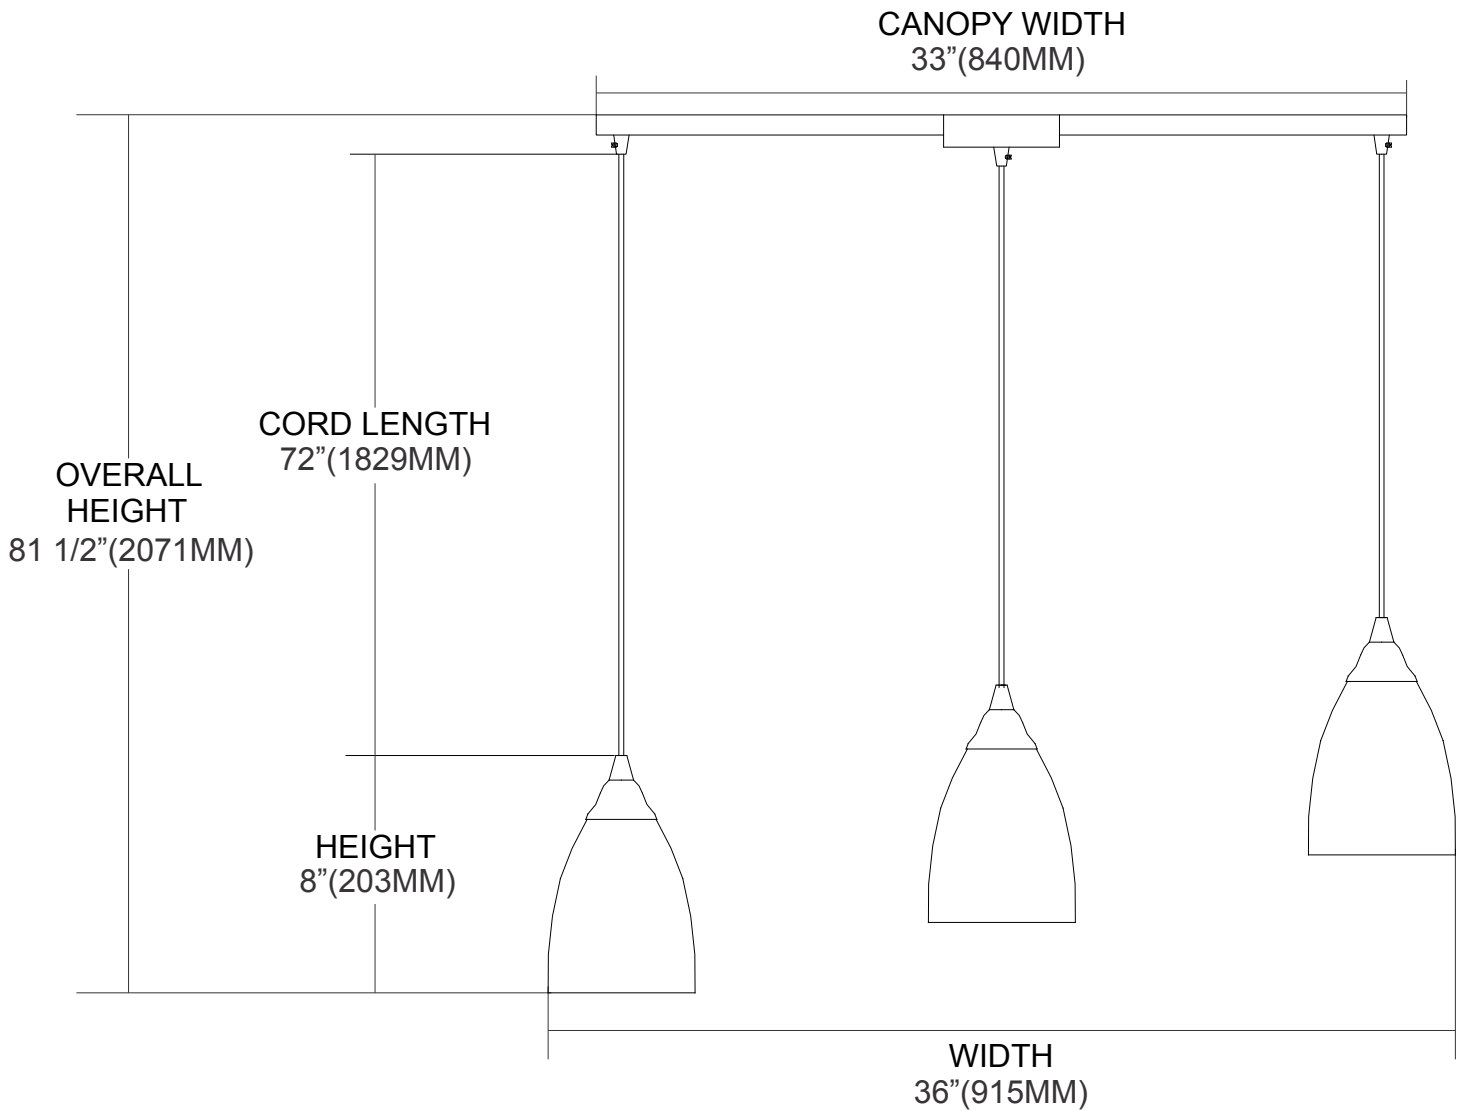 CANOPY WIDTH
33”(840MM)
CORD LENGTH
72”(1829MM)
OVERALL
HEIGHT
81 1/2”(2071MM)
HEIGHT
8”(203MM)
WIDTH
36”(915MM)